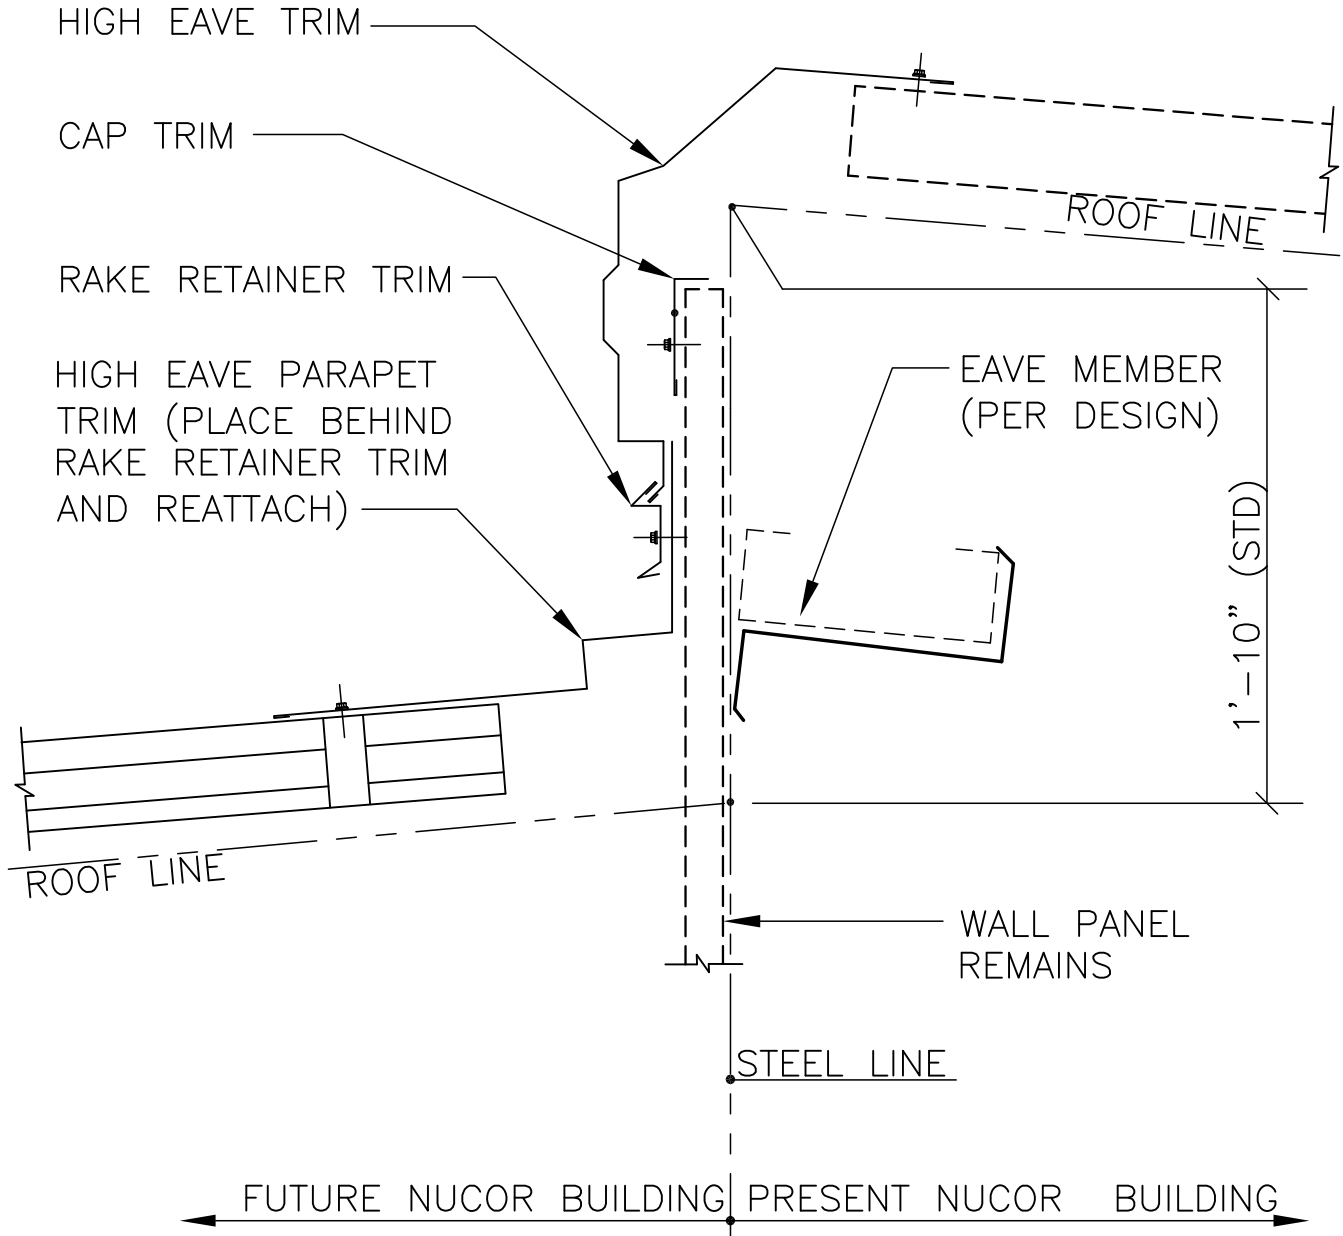 HIGH EAVE TRIM
CAP TRIM
ROOF LINE
RAKE RETAINER TRIM
HIGH EAVE PARAPET
TRIM (PLACE BEHIND
RAKE RETAINER TRIM
AND REATTACH)
EAVE MEMBER
(PER DESIGN)
1'-10" (STD)
ROOF LINE
WALL PANEL
REMAINS
STEEL LINE
FUTURE NUCOR BUILDING
PRESENT NUCOR BUILDING